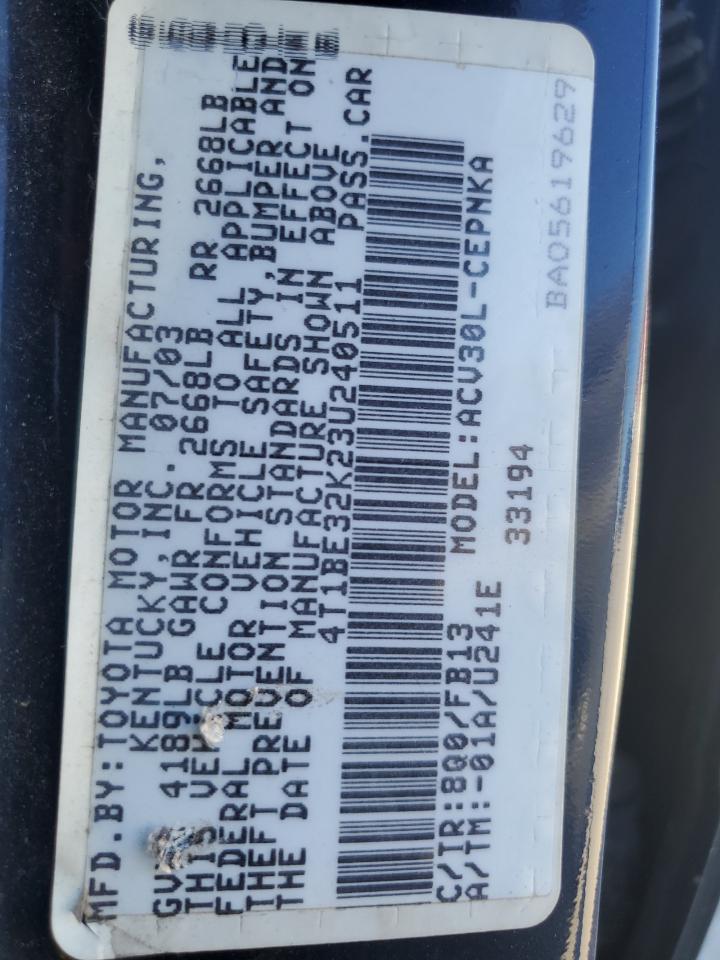 MFD.BY:TOYOTA MOTOR MANUFACTURING,
KENTUCKY,INC. 07/03
4189LB GAWR FR 2668LB RR 2668LB
THIS VEHICLE CONFORMS TO ALL APPLICABLE
FEDERAL MOTOR VEHICLE SAFETY,BUMPER AND
THEFT PREVENTION STANDARDS IN EFFECT ON
THE DATE OF MANUFACTURE SHOWN ABOVE
4T1BE32K23U240511 PASS.CAR
MODEL:ACV30L-CEPNKA
C/TR:8Q0/FB13
A/TM:-01A/U241E 33194
BA05619629